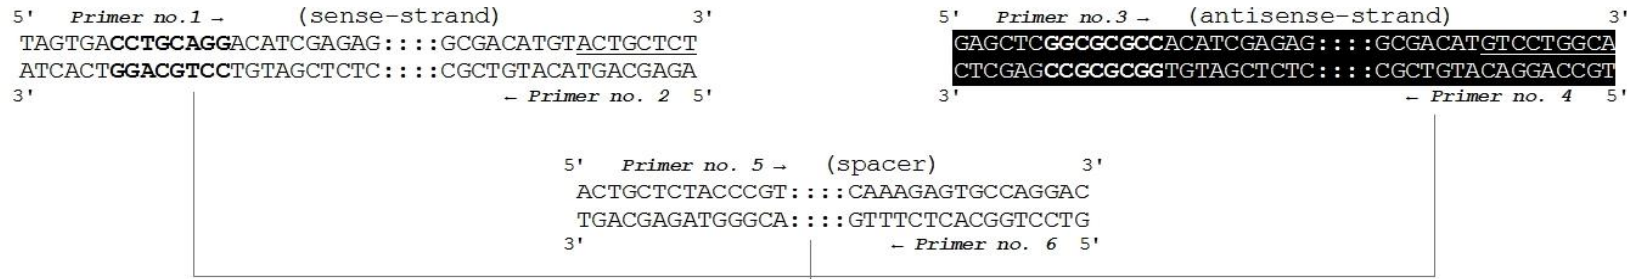 5' Primer no.1 → (sense-strand) 3'
TAGTGACCTGCAGGACATCGAGAG::::GCGACATGTACTGCTCT
ATCACTGGACGTCCTGTAGCTCTC::::CGCTGTACATGACGAGA
3' ← Primer no. 2 5'
5' Primer no.3 → (antisense-strand) 3'
GAGCTCGGCGCGCCACATCGAGAG::::GCGACATGTCCTGGCA
CTCGAGCCGCGCGGTGTAGCTCTC::::CGCTGTACAGGACCGT
3' ← Primer no. 4 5'
5' Primer no. 5 → (spacer) 3'
ACTGCTCTACCCGT::::CAAAGAGTGCCAGGAC
TGACGAGATGGGCA::::GTTTCTCACGGTCCTG
3' ← Primer no. 6 5'